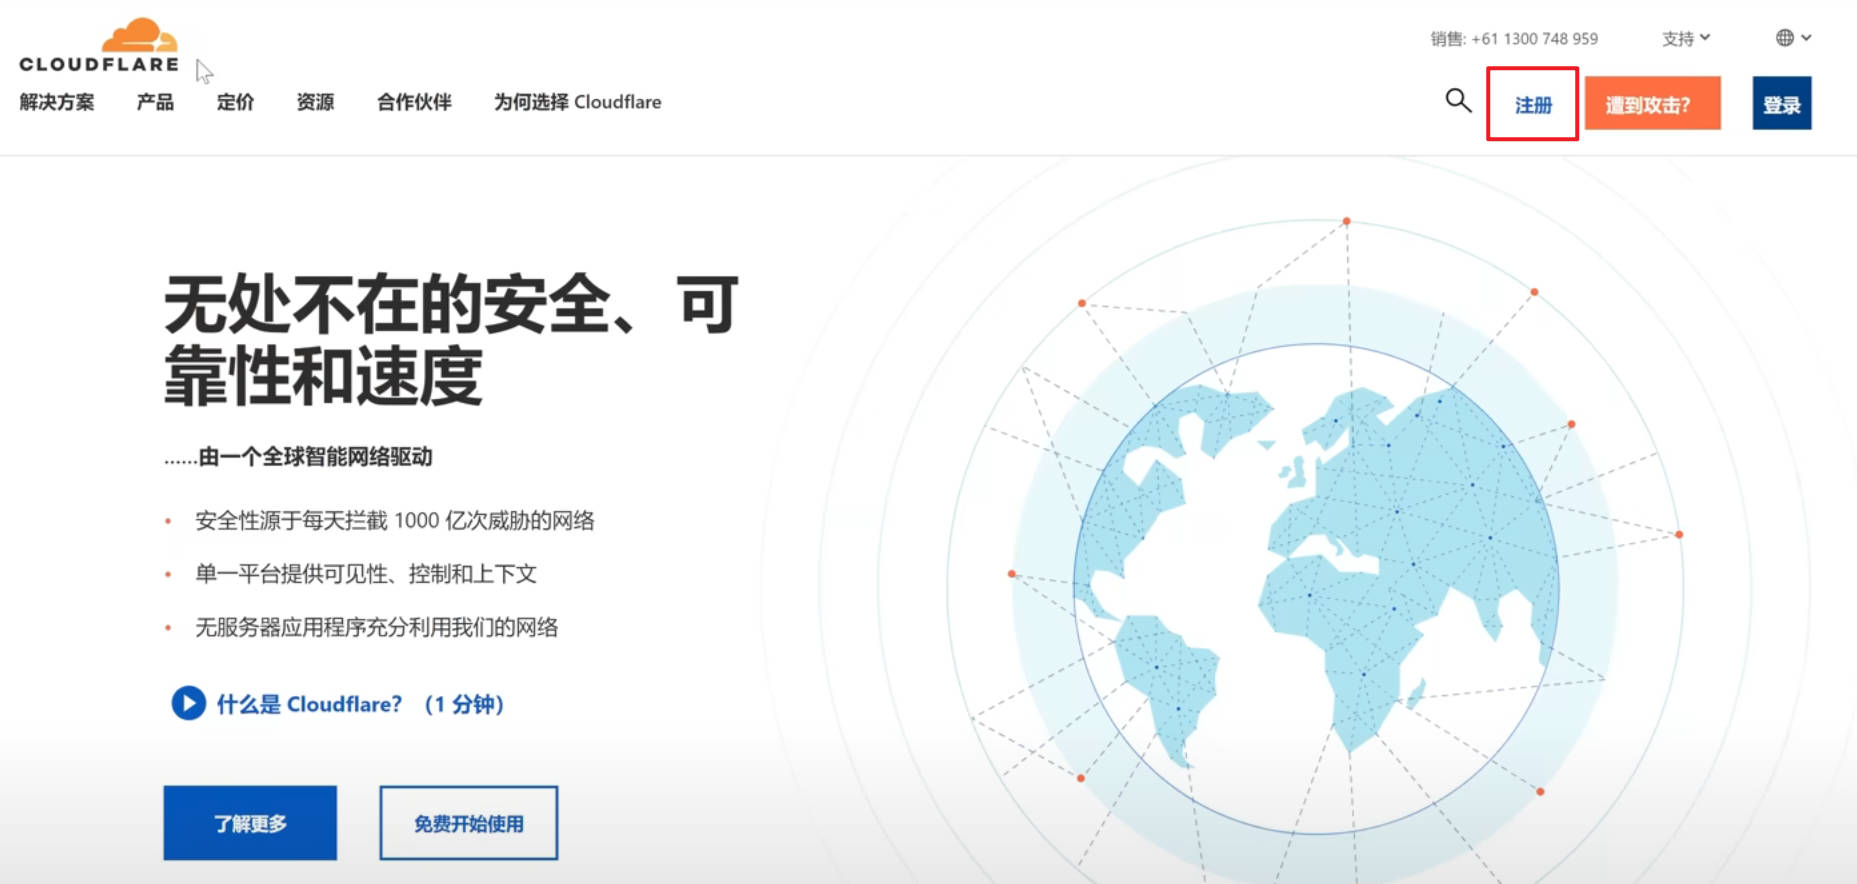 CLOUDFLARE
销售: +61 1300 748 959
支持
解决方案 产品 定价 资源 合作伙伴 为何选择 Cloudflare
注册
遭到攻击?
登录
无处不在的安全、可
靠性和速度
......由一个全球智能网络驱动
安全性源于每天拦截 1000 亿次威胁的网络
单一平台提供可见性、控制和上下文
无服务器应用程序充分利用我们的网络
什么是 Cloudflare? （1 分钟）
了解更多
免费开始使用